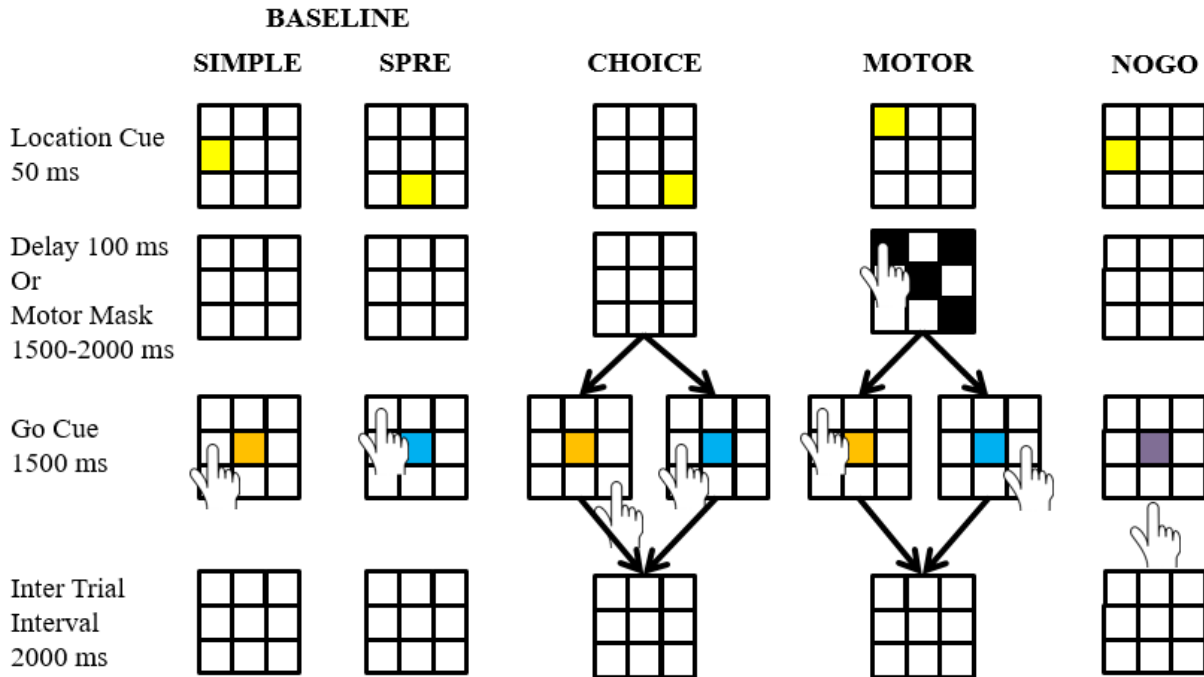 BASELINE
SIMPLE SPRE CHOICE MOTOR NOGO
Location Cue
50 ms
Delay 100 ms
Or
Motor Mask
1500-2000 ms
Go Cue
1500 ms
Inter Trial
Interval
2000 ms